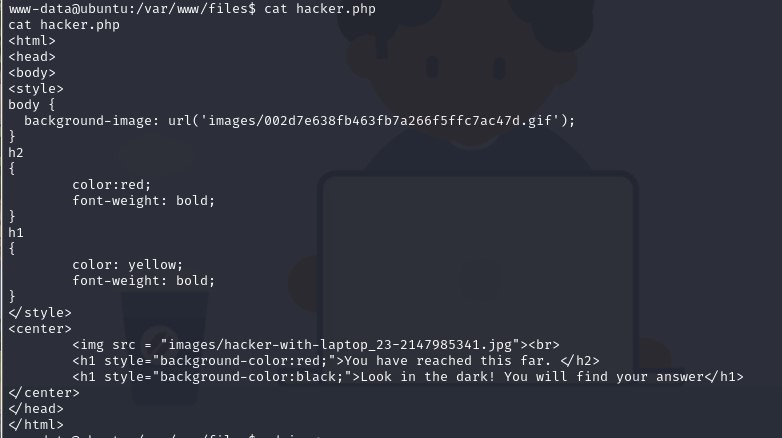 www-data@ubuntu:/var/www/files$ cat hacker.php
cat hacker.php
<html>
<head>
<body>
<style>
body {
  background-image: url('images/002d7e638fb463fb7a266f5ffc7ac47d.gif');
}
h2
{
        color:red;
        font-weight: bold;
}
h1
{
        color: yellow;
        font-weight: bold;
}
</style>
<center>
        <img src = "images/hacker-with-laptop_23-2147985341.jpg"><br>
        <h1 style="background-color:red;">You have reached this far. </h2>
        <h1 style="background-color:black;">Look in the dark! You will find your answer</h1>
</center>
</head>
</html>